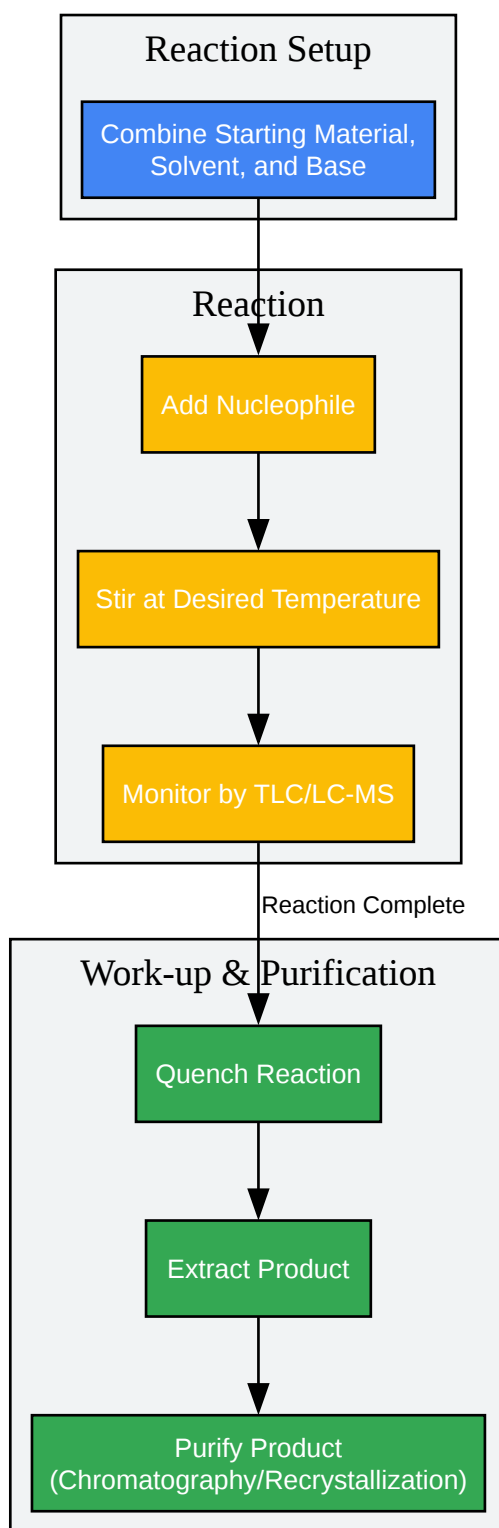 Reaction Setup
Combine Starting Material,
Solvent, and Base
Reaction
Add Nucleophile
Stir at Desired Temperature
Monitor by TLC/LC-MS
Reaction Complete
Work-up & Purification
Quench Reaction
Extract Product
Purify Product
(Chromatography/Recrystallization)